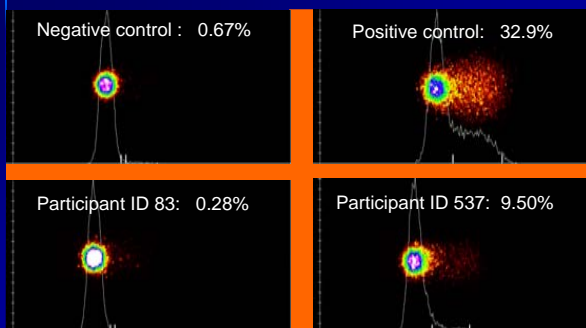 Negative control : 0.67%
Positive control: 32.9%
Participant ID 83: 0.28%
Participant ID 537: 9.50%